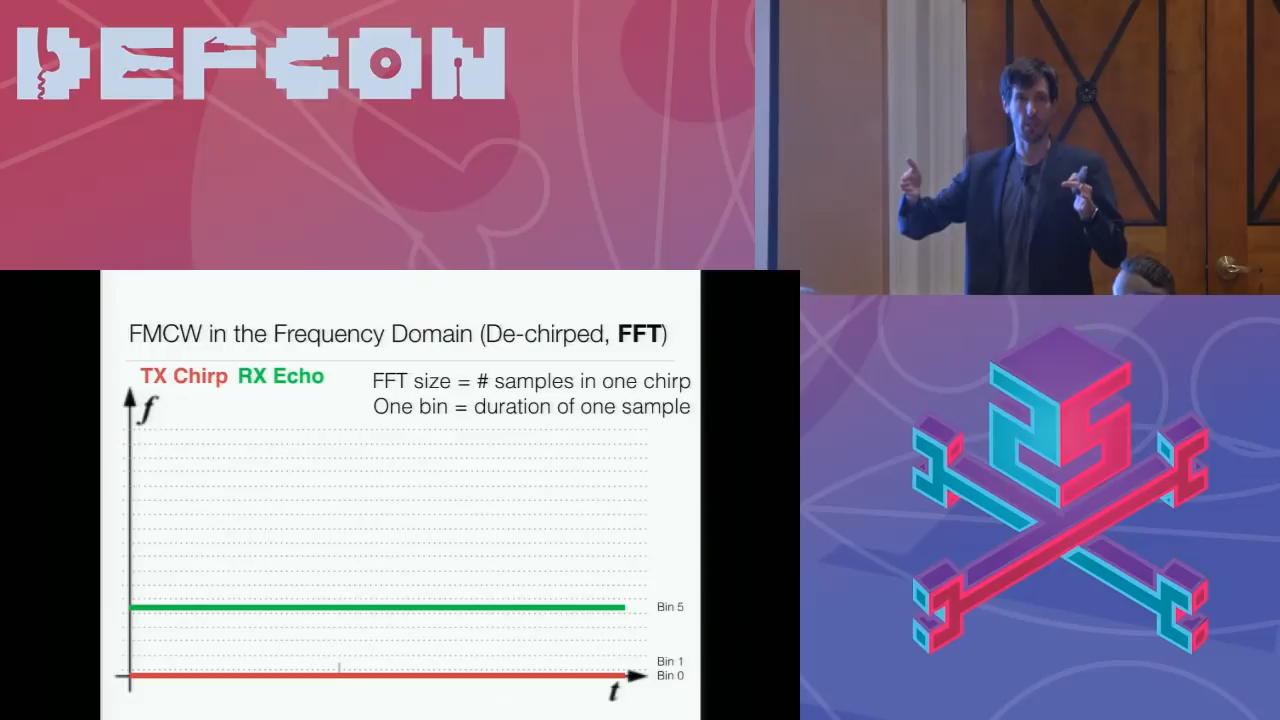 DEFCON
FMCW in the Frequency Domain (De-chirped, FFT)
TX Chirp RX Echo
FFT size = # samples in one chirp
One bin = duration of one sample
f
Bin 5
Bin 1
Bin 0
t
25